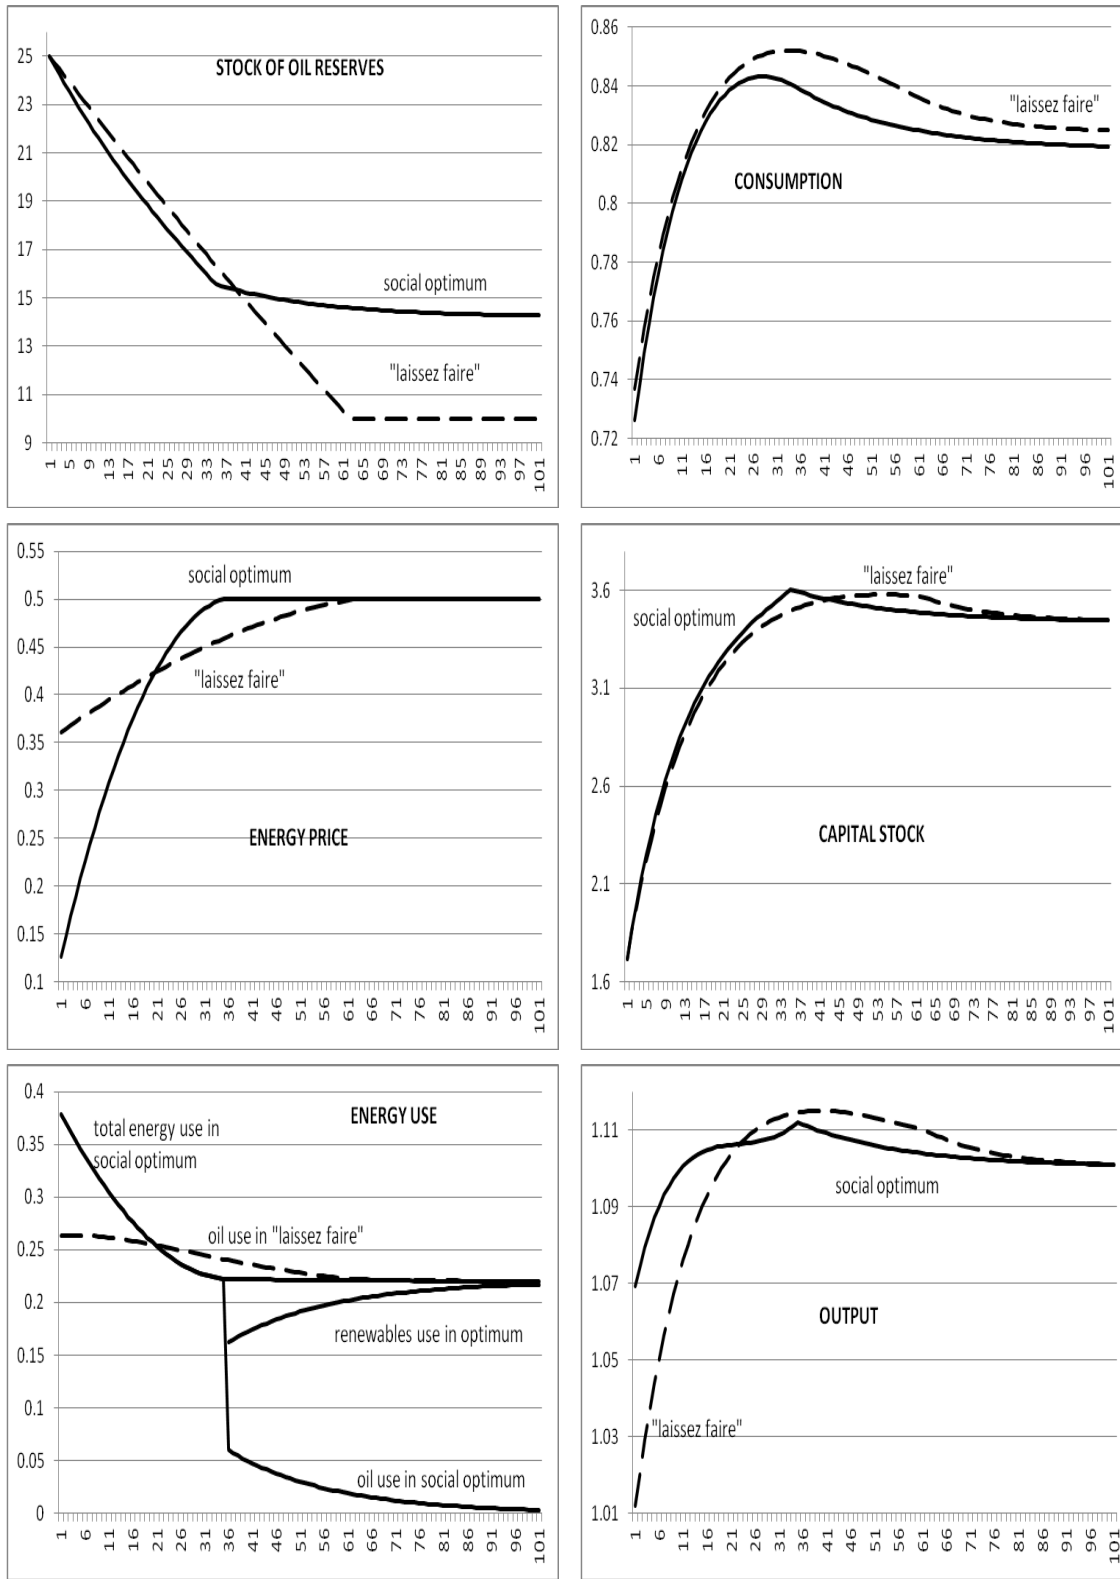 STOCK OF OIL RESERVES
25
23
21
19
17
15
13
11
9
social optimum
"laissez faire"
1 5 9 13 17 21 25 29 33 37 41 45 49 53 57 61 65 69 73 77 81 85 89 93 97 101
CONSUMPTION
0.86
0.84
0.82
0.8
0.78
0.76
0.74
0.72
"laissez faire"
1 6 11 16 21 26 31 36 41 46 51 56 61 66 71 76 81 86 91 96 101
0.55
0.5
0.45
0.4
0.35
0.3
0.25
0.2
0.15
0.1
social optimum
"laissez faire"
ENERGY PRICE
1 6 11 16 21 26 31 36 41 46 51 56 61 66 71 76 81 86 91 96 101
3.6
3.1
2.6
2.1
1.6
"laissez faire"
social optimum
CAPITAL STOCK
1 5 9 13 17 21 25 29 33 37 41 45 49 53 57 61 65 69 73 77 81 85 89 93 97 101
0.4
0.35
0.3
0.25
0.2
0.15
0.1
0.05
0
ENERGY USE
total energy use in
social optimum
oil use in "laissez faire"
renewables use in optimum
oil use in social optimum
1 6 11 16 21 26 31 36 41 46 51 56 61 66 71 76 81 86 91 96 101
1.11
1.09
1.07
1.05
1.03
1.01
social optimum
OUTPUT
"laissez faire"
1 6 11 16 21 26 31 36 41 46 51 56 61 66 71 76 81 86 91 96 101